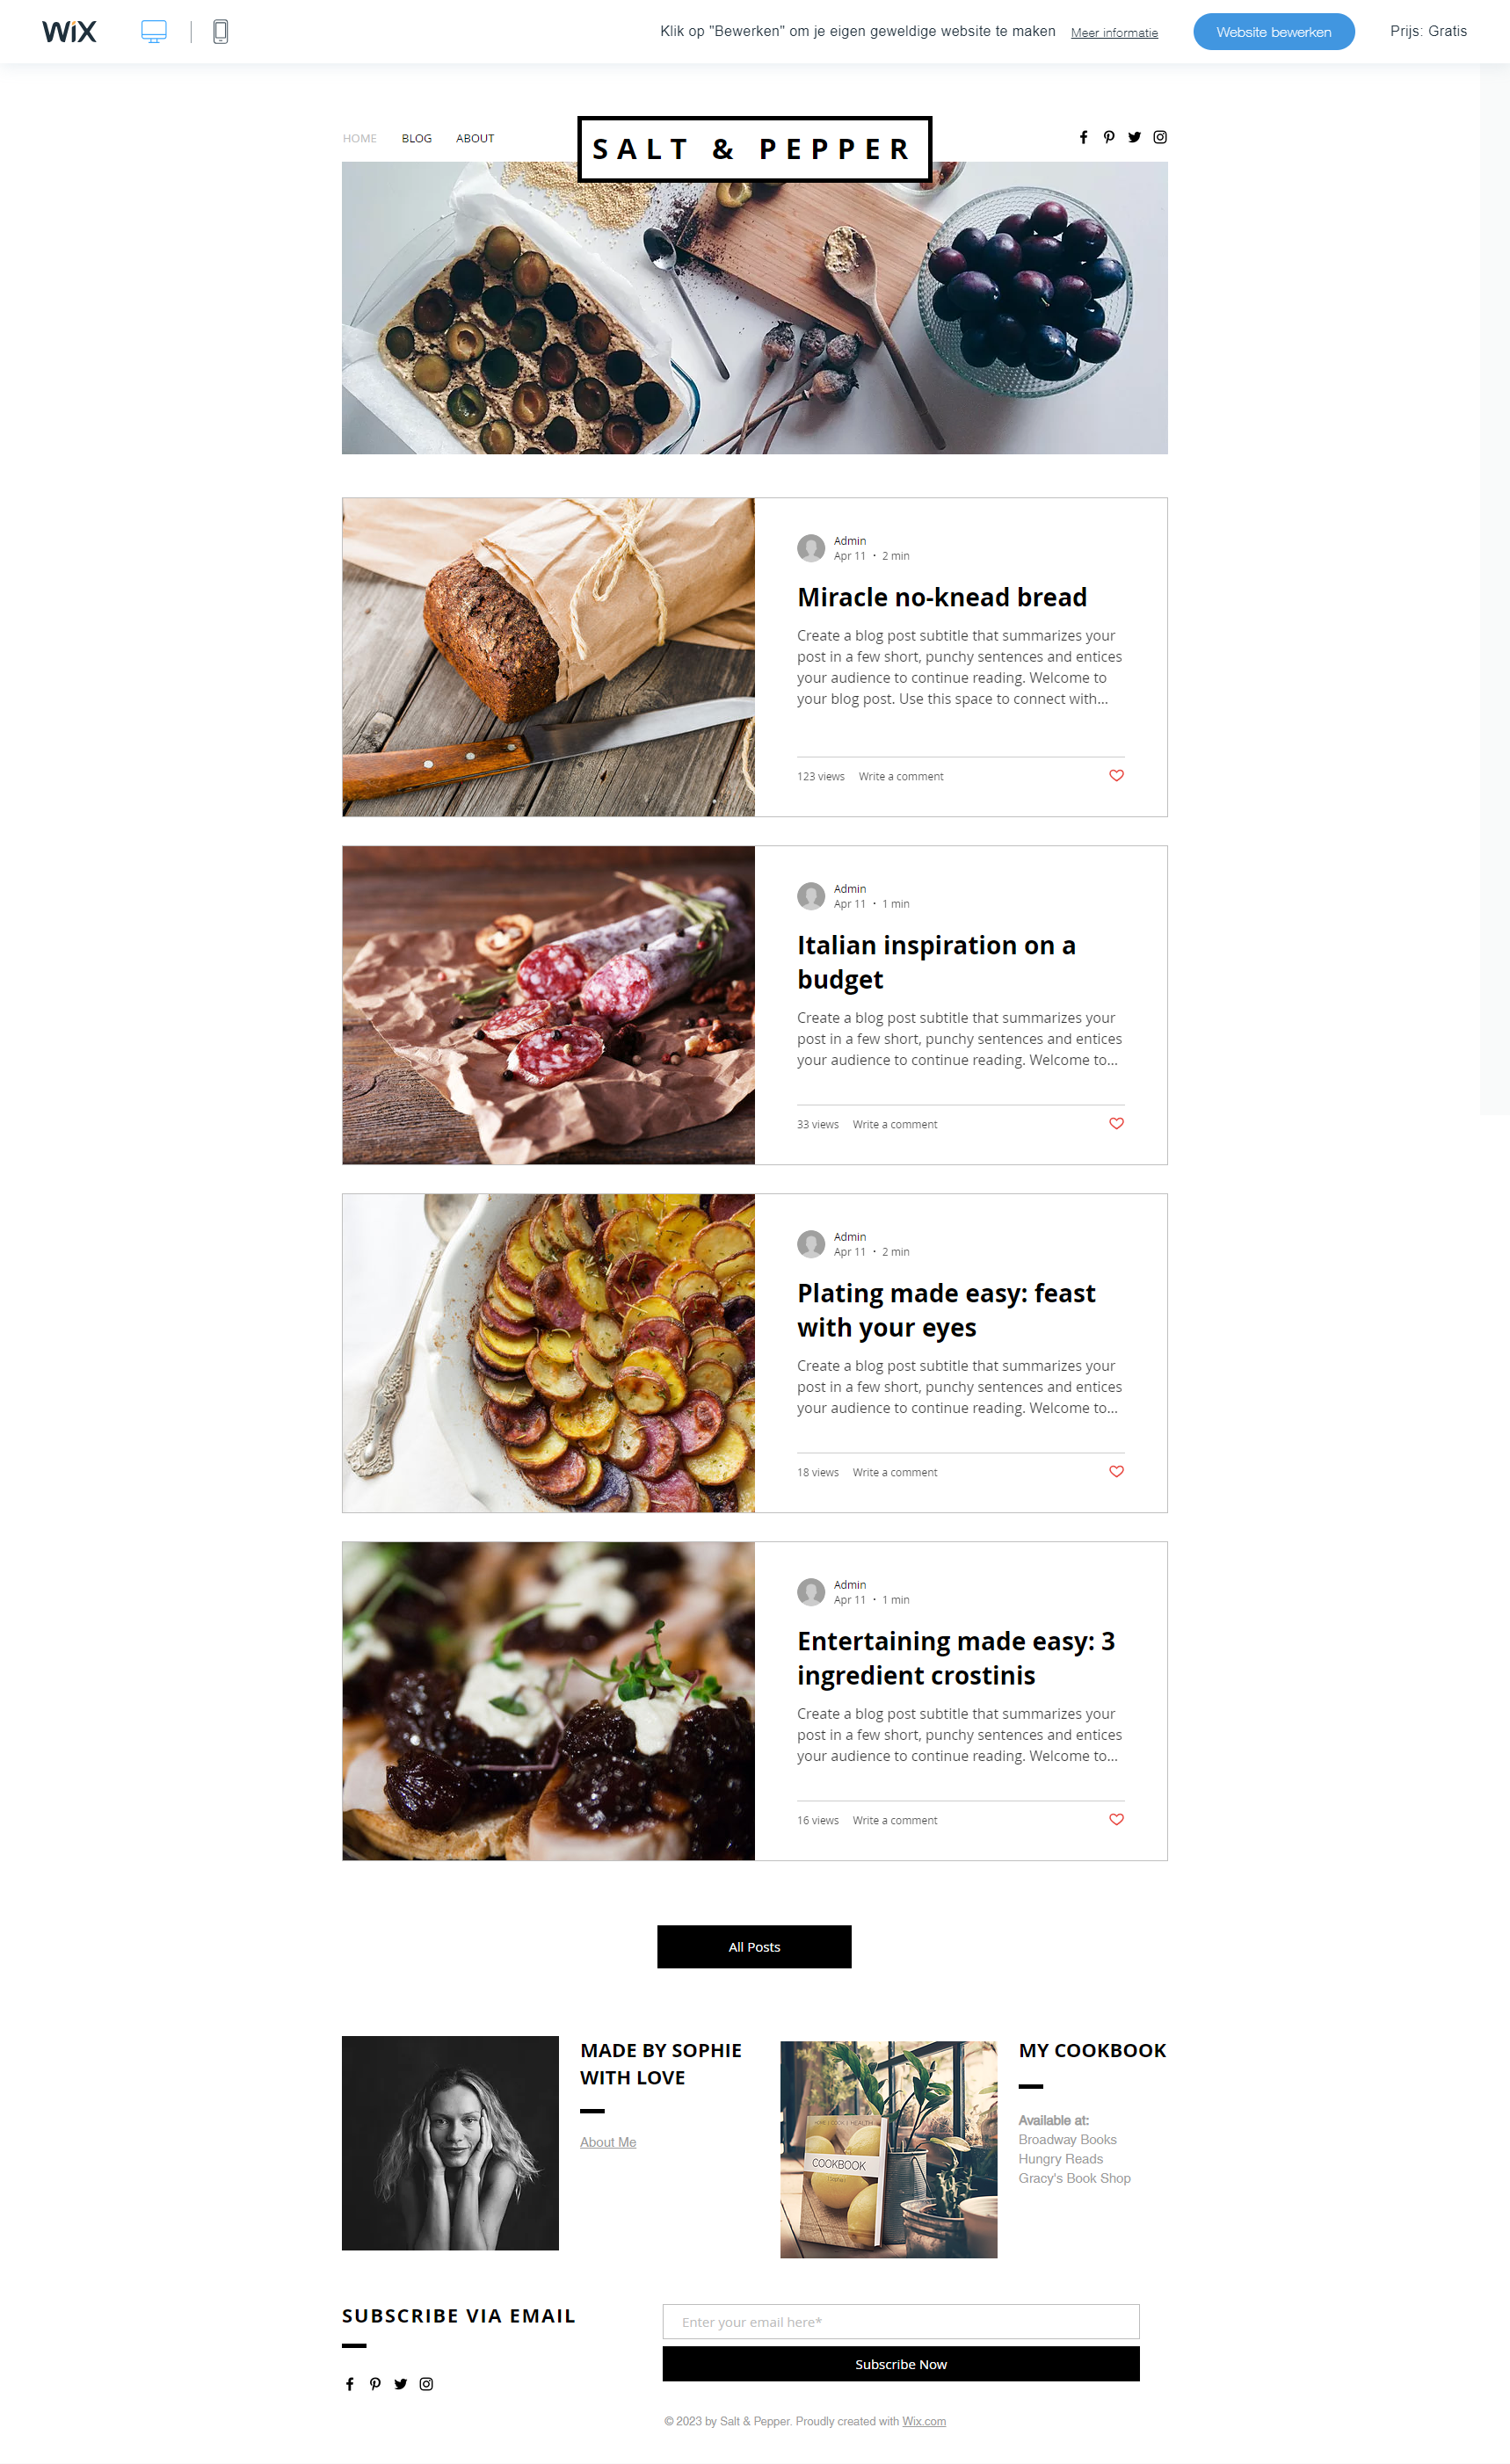 WiX
Klik op "Bewerken" om je eigen geweldige website te maken Meer informatie Website bewerken Prijs: Gratis
HOME BLOG ABOUT
SALT & PEPPER
Admin
Apr 11 · 2 min
Miracle no-knead bread
Create a blog post subtitle that summarizes your
post in a few short, punchy sentences and entices
your audience to continue reading. Welcome to
your blog post. Use this space to connect with...
123 views Write a comment
Admin
Apr 11 · 1 min
Italian inspiration on a
budget
Create a blog post subtitle that summarizes your
post in a few short, punchy sentences and entices
your audience to continue reading. Welcome to...
33 views Write a comment
Admin
Apr 11 · 2 min
Plating made easy: feast
with your eyes
Create a blog post subtitle that summarizes your
post in a few short, punchy sentences and entices
your audience to continue reading. Welcome to...
18 views Write a comment
Admin
Apr 11 · 1 min
Entertaining made easy: 3
ingredient crostinis
Create a blog post subtitle that summarizes your
post in a few short, punchy sentences and entices
your audience to continue reading. Welcome to...
16 views Write a comment
All Posts
MADE BY SOPHIE
WITH LOVE
About Me
HOME | COOK | HEALTH
COOKBOOK
MY COOKBOOK
Available at:
Broadway Books
Hungry Reads
Gracy's Book Shop
SUBSCRIBE VIA EMAIL
Enter your email here*
Subscribe Now
© 2023 by Salt & Pepper. Proudly created with Wix.com